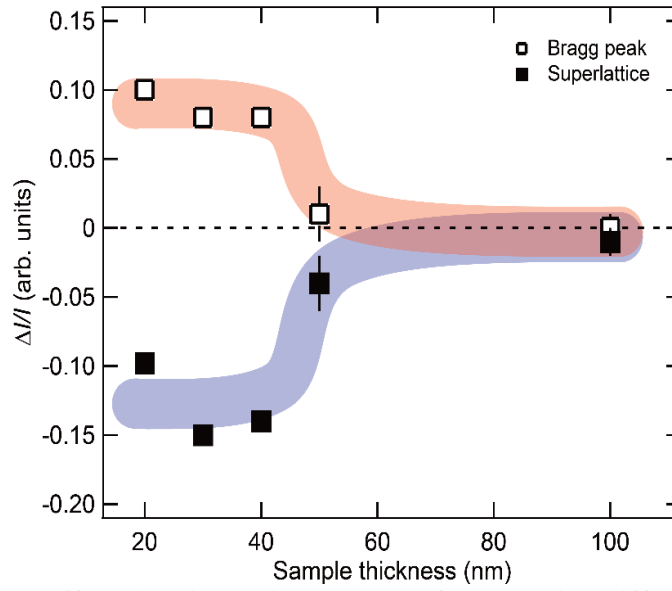 0.15
0.10
0.05
0
-0.05
-0.10
-0.15
-0.20
ΔI/I (arb. units)
Bragg peak
Superlattice
20 40 60 80 100
Sample thickness (nm)